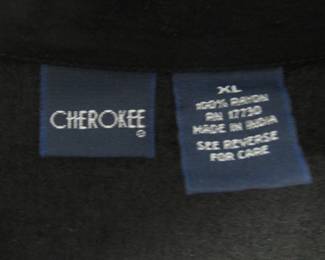 CHEROKEE
©
XL
100% RAYON
RN 17730
MADE IN INDIA
SEE REVERSE
FOR CARE